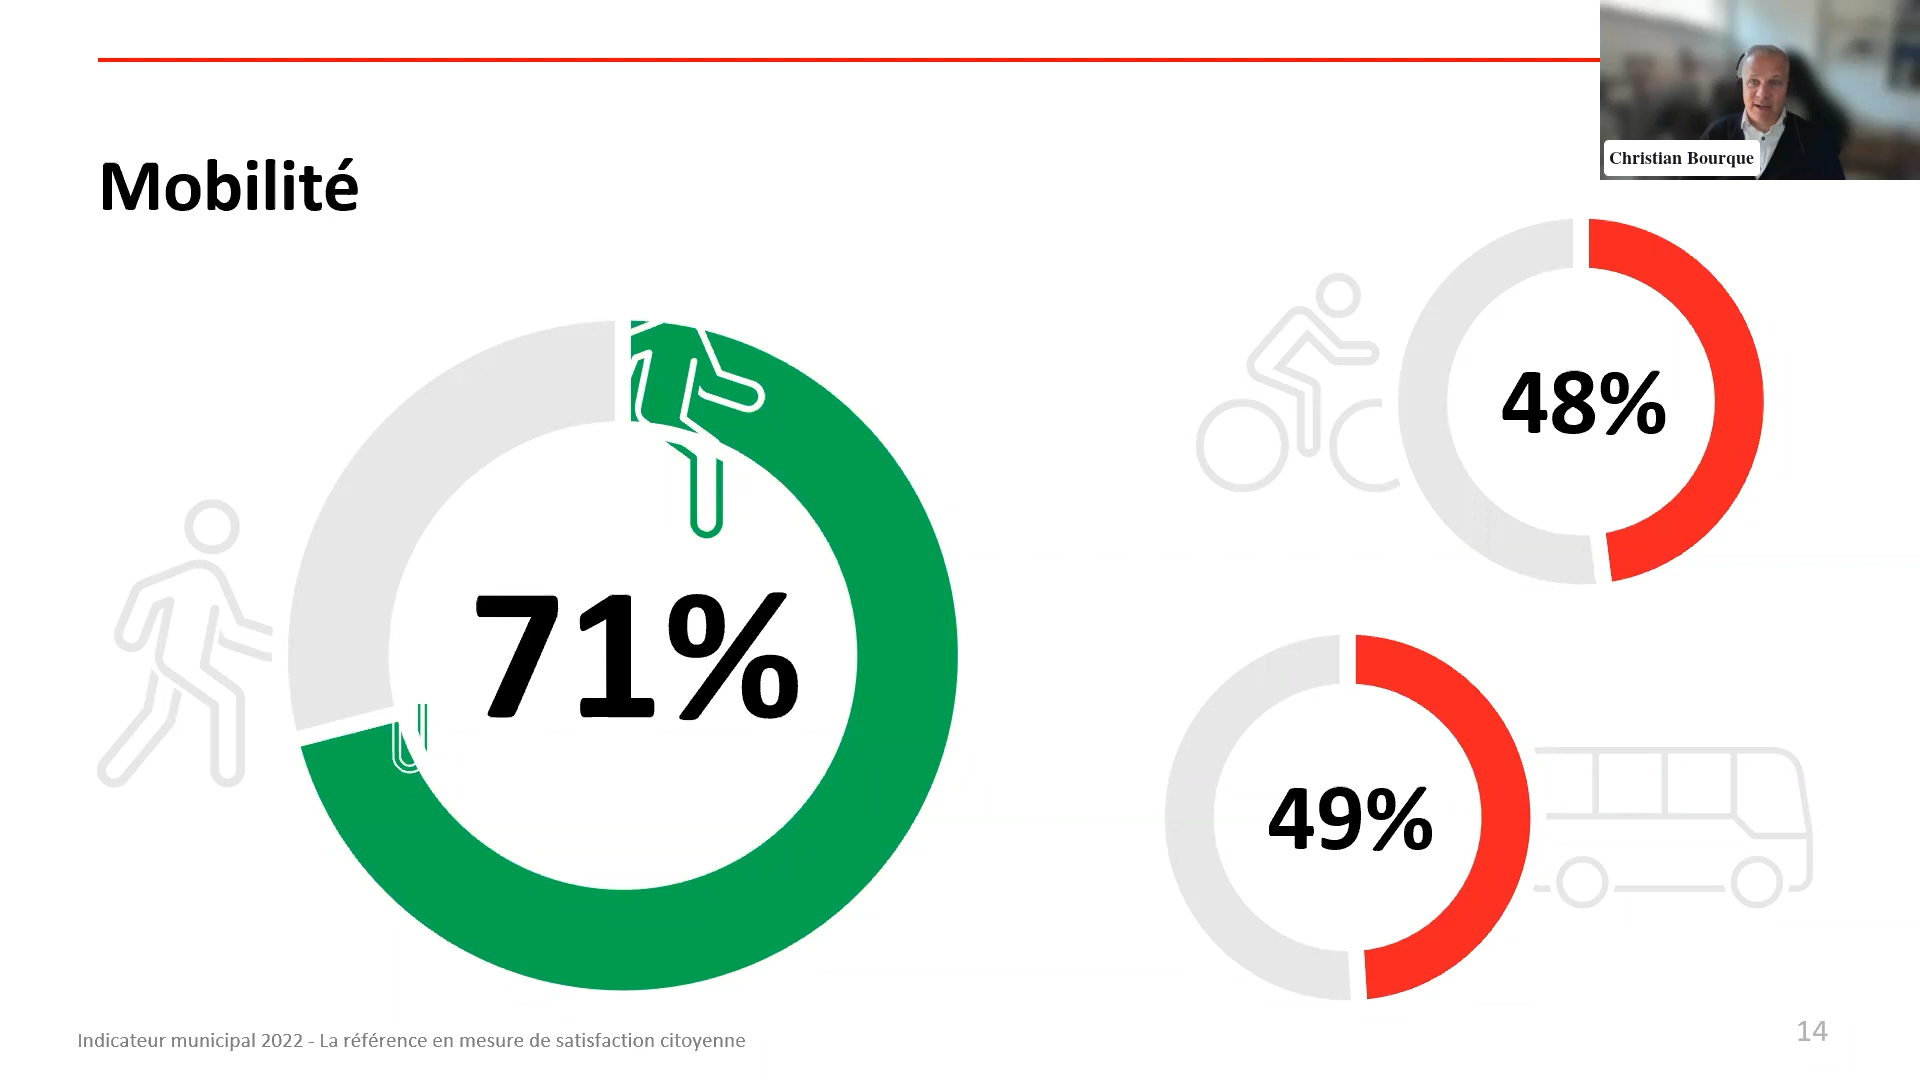 Christian Bourque
Mobilité
48%
71%
49%
Indicateur municipal 2022 - La référence en mesure de satisfaction citoyenne
14